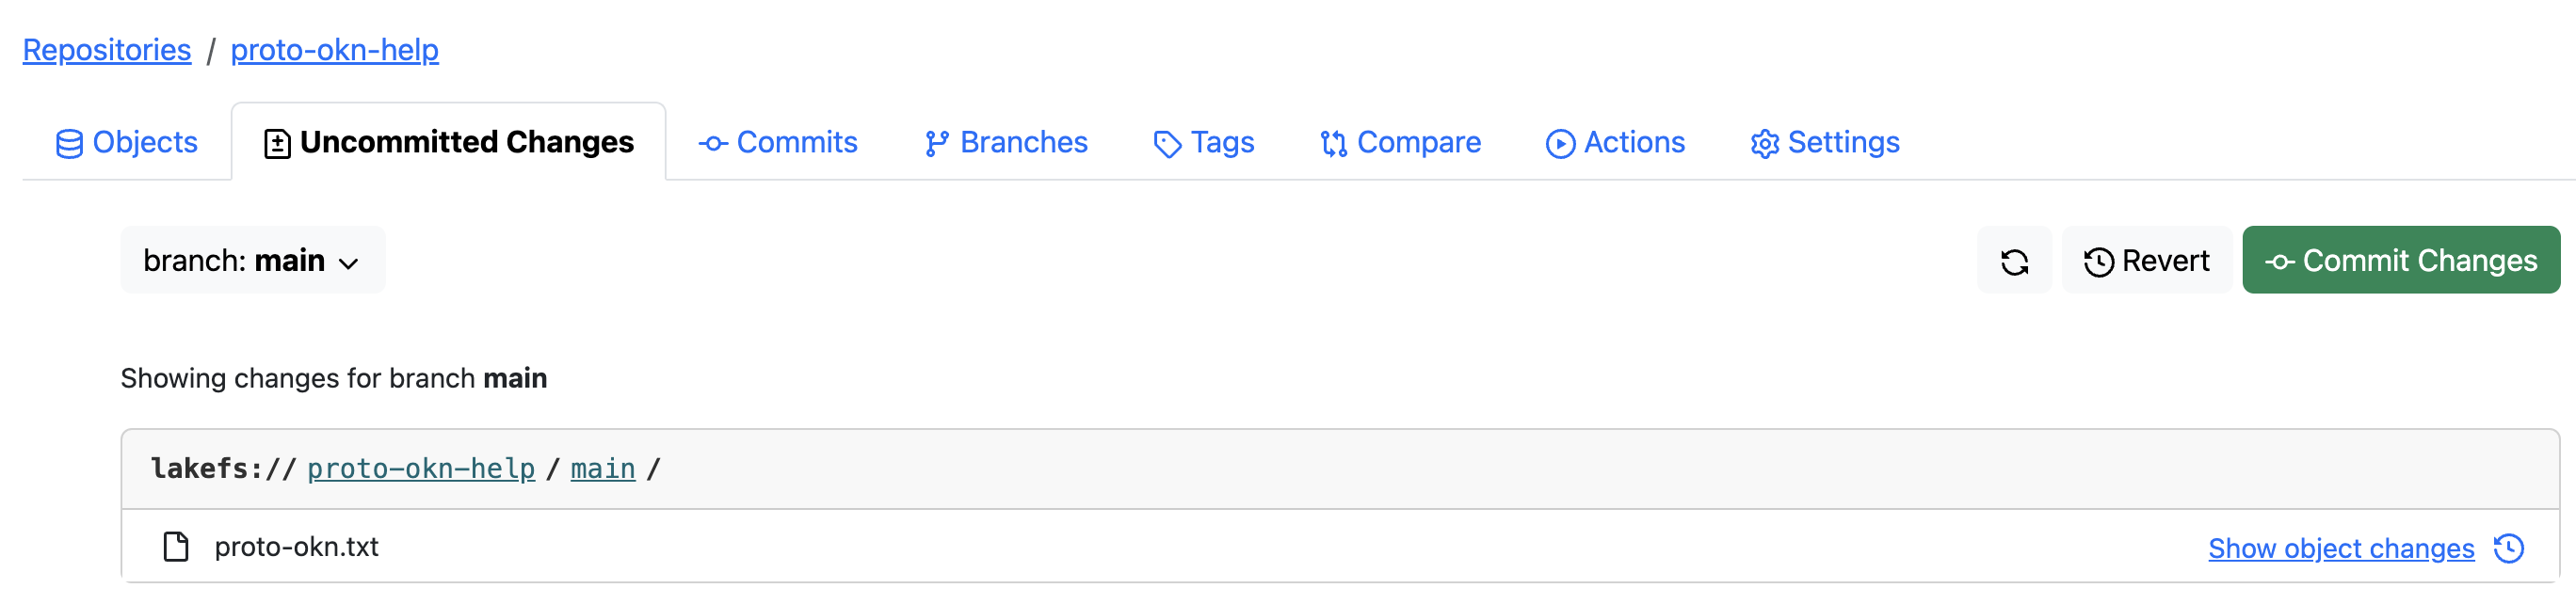 Repositories / proto-okn-help
Objects Uncommitted Changes Commits Branches Tags Compare Actions Settings
branch: main Revert Commit Changes
Showing changes for branch main
lakefs:// proto-okn-help / main /
proto-okn.txt Show object changes